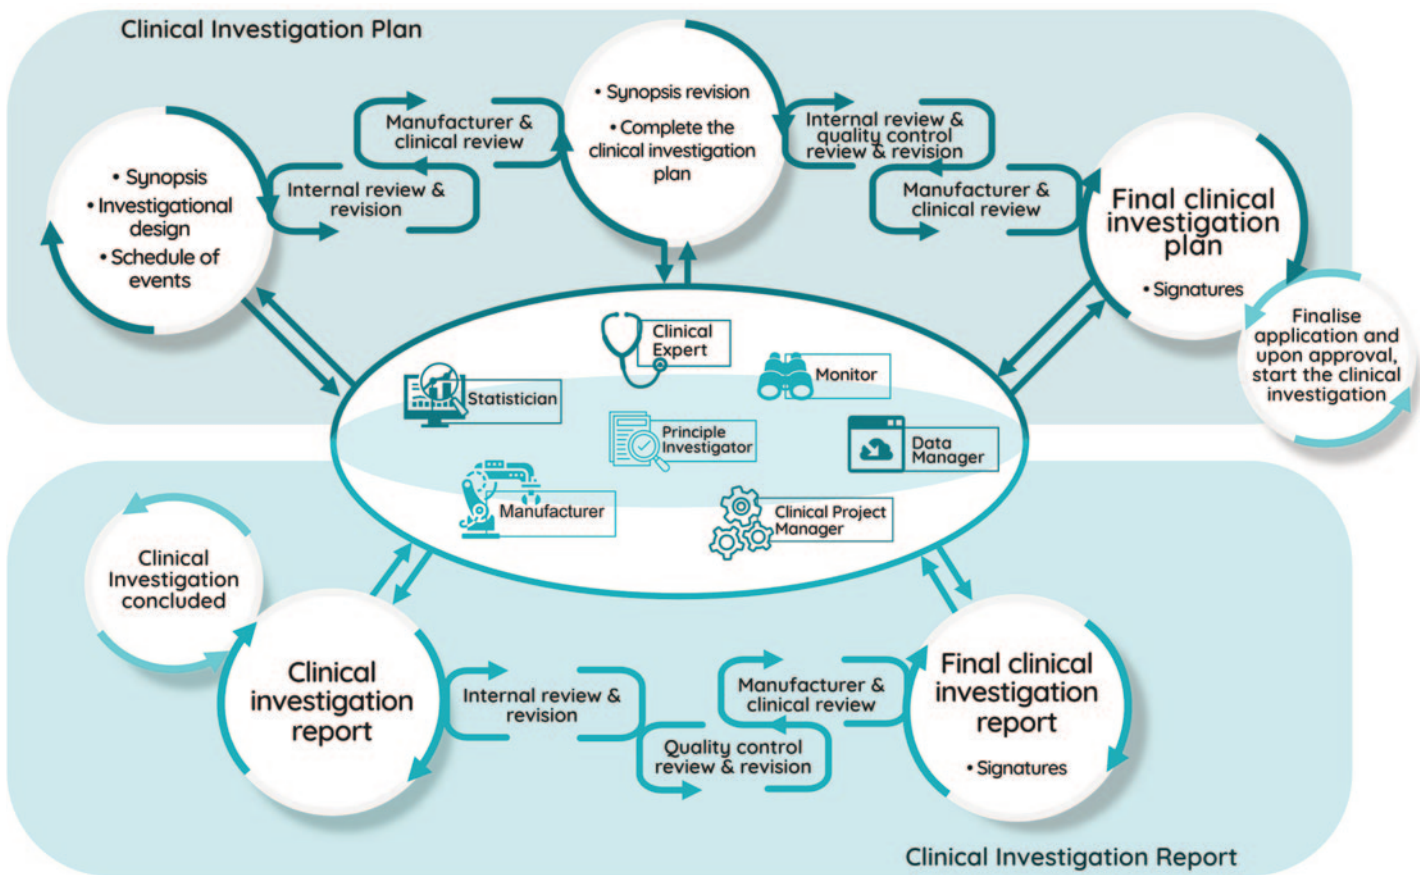 Clinical Investigation Plan
• Synopsis
• Investigational
design
• Schedule of
events
Internal review &
revision
Manufacturer &
clinical review
• Synopsis revision
• Complete the
clinical investigation
plan
Internal review &
quality control
review & revision
Manufacturer &
clinical review
Final clinical
investigation
plan
• Signatures
Finalise
application and
upon approval,
start the clinical
investigation
Clinical
Expert
Monitor
Statistician
Principle
Investigator
Data
Manager
Manufacturer
Clinical Project
Manager
Clinical
Investigation
concluded
Clinical
investigation
report
Internal review &
revision
Quality control
review & revision
Manufacturer &
clinical review
Final clinical
investigation
report
• Signatures
Clinical Investigation Report